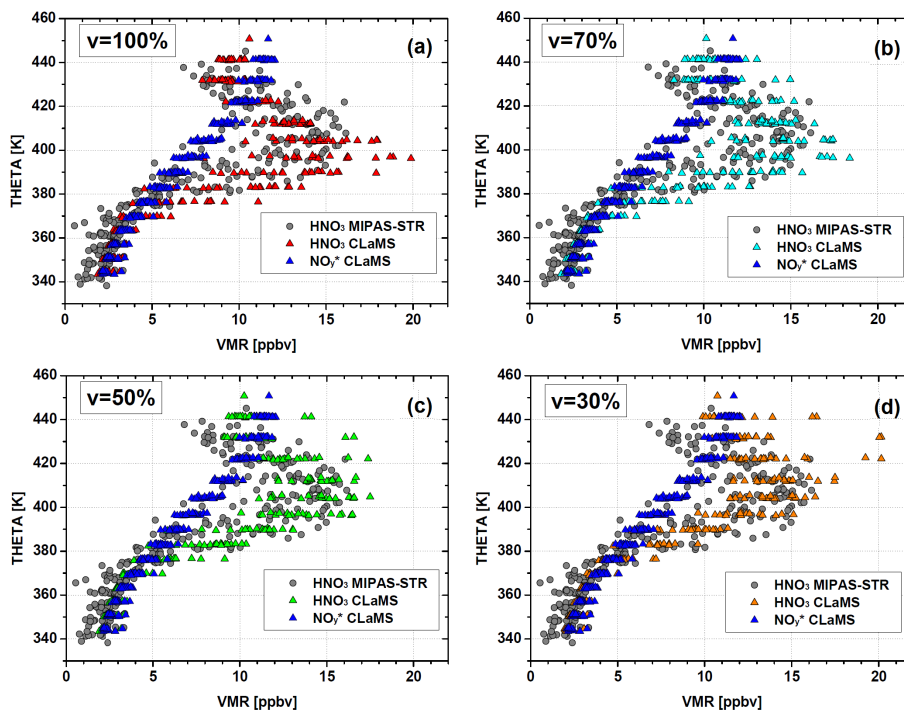 v=100%
(a)
460
440
420
400
380
360
340
THETA [K]
0 5 10 15 20
VMR [ppbv]
HNO₃ MIPAS-STR
HNO₃ CLaMS
NOy* CLaMS
v=70%
(b)
460
440
420
400
380
360
340
THETA [K]
0 5 10 15 20
VMR [ppbv]
HNO₃ MIPAS-STR
HNO₃ CLaMS
NOy* CLaMS
v=50%
(c)
460
440
420
400
380
360
340
THETA [K]
0 5 10 15 20
VMR [ppbv]
HNO₃ MIPAS-STR
HNO₃ CLaMS
NOy* CLaMS
v=30%
(d)
460
440
420
400
380
360
340
THETA [K]
0 5 10 15 20
VMR [ppbv]
HNO₃ MIPAS-STR
HNO₃ CLaMS
NOy* CLaMS